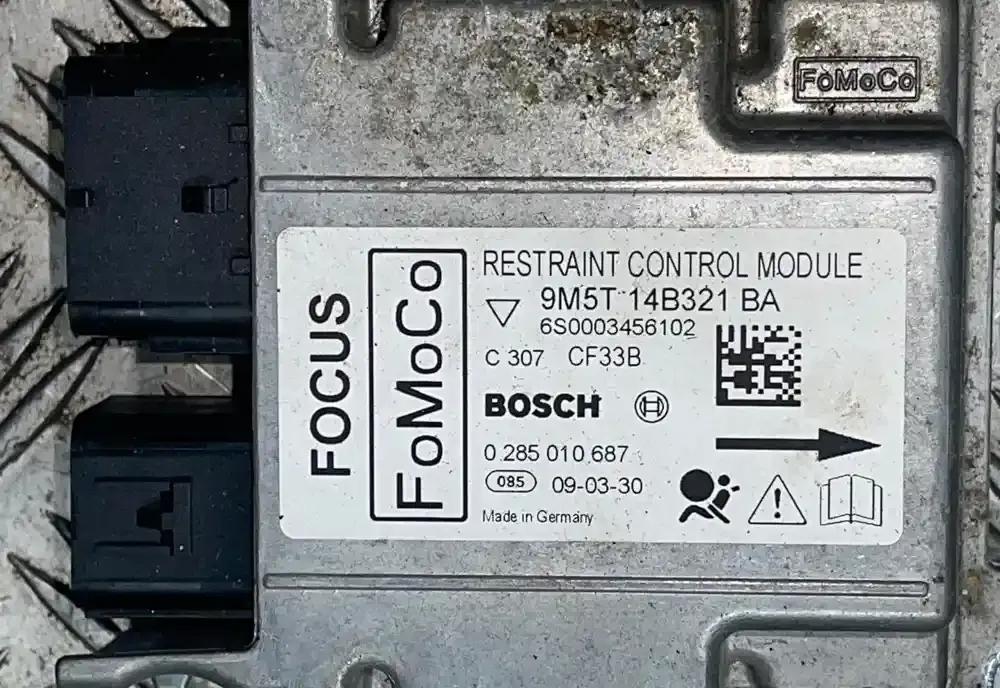 FoMoCo
FOCUS
FoMoCo
RESTRAINT CONTROL MODULE
9M5T 14B321 BA
6S0003456102
C 307 CF33B
BOSCH
0 285 010 687
085 09-03-30
Made in Germany